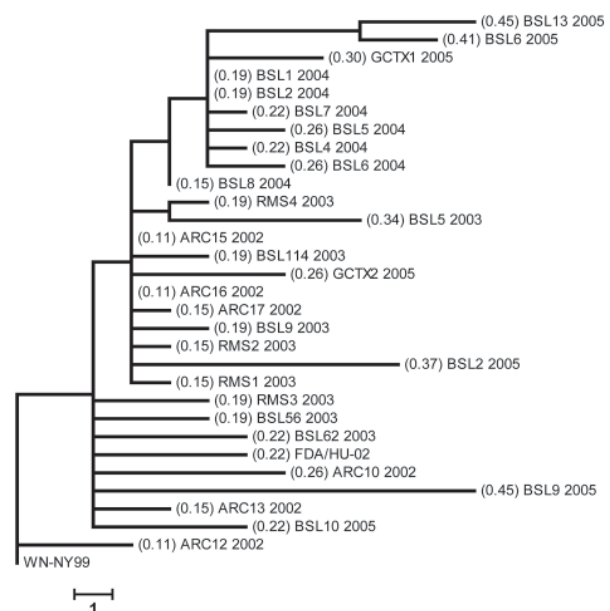 (0.45) BSL13 2005
(0.41) BSL6 2005
(0.30) GCTX1 2005
(0.19) BSL1 2004
(0.19) BSL2 2004
(0.22) BSL7 2004
(0.26) BSL5 2004
(0.22) BSL4 2004
(0.26) BSL6 2004
(0.15) BSL8 2004
(0.19) RMS4 2003
(0.34) BSL5 2003
(0.11) ARC15 2002
(0.19) BSL114 2003
(0.26) GCTX2 2005
(0.11) ARC16 2002
(0.15) ARC17 2002
(0.19) BSL9 2003
(0.15) RMS2 2003
(0.37) BSL2 2005
(0.15) RMS1 2003
(0.19) RMS3 2003
(0.19) BSL56 2003
(0.22) BSL62 2003
(0.22) FDA/HU-02
(0.26) ARC10 2002
(0.45) BSL9 2005
(0.15) ARC13 2002
(0.22) BSL10 2005
(0.11) ARC12 2002
WN-NY99
1